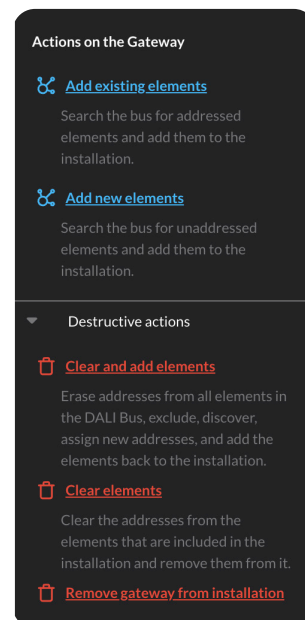 Actions on the Gateway
Add existing elements
Search the bus for addressed
elements and add them to the
installation.
Add new elements
Search the bus for unaddressed
elements and add them to the
installation.
Destructive actions
Clear and add elements
Erase addresses from all elements in
the DALI Bus, exclude, discover,
assign new addresses, and add the
elements back to the installation.
Clear elements
Clear the addresses from the
elements that are included in the
installation and remove them from it.
Remove gateway from installation